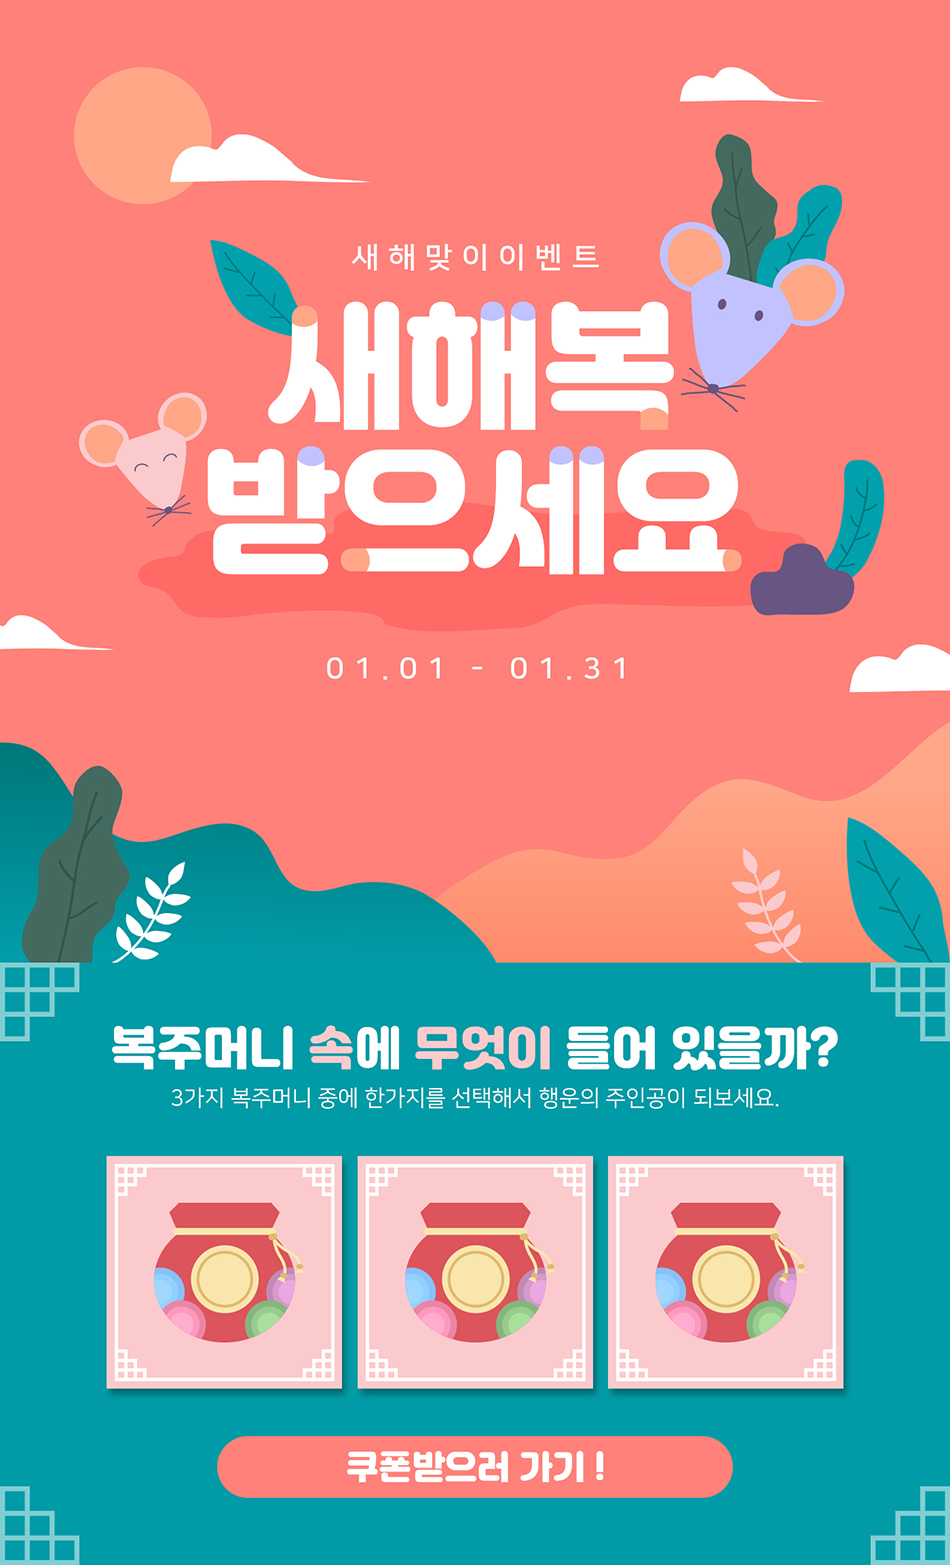 새해맞이이벤트
새해복
받으세요
01.01 - 01.31
복주머니 속에 무엇이 들어 있을까?
3가지 복주머니 중에 한가지를 선택해서 행운의 주인공이 되보세요.
쿠폰받으러 가기 !